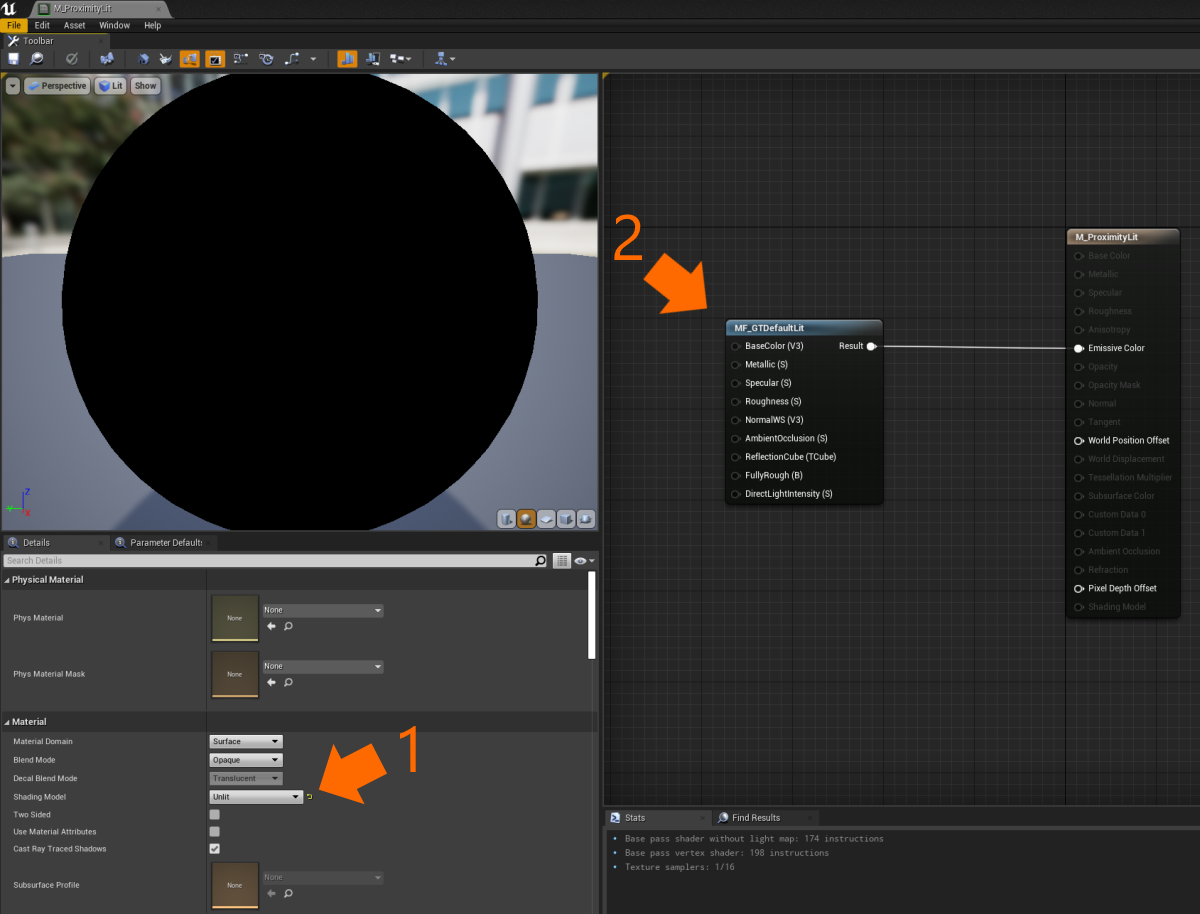 M_ProximityLit
File Edit Asset Window Help
Toolbar
Perspective Lit Show
Z
Y
X
1
2
MF_GTDefaultLit
BaseColor (V3) Result
Metallic (S)
Specular (S)
Roughness (S)
NormalWS (V3)
AmbientOcclusion (S)
ReflectionCube (TCube)
FullyRough (B)
DirectLightIntensity (S)
M_ProximityLit
Base Color
Metallic
Specular
Roughness
Anisotropy
Emissive Color
Opacity
Opacity Mask
Normal
Tangent
World Position Offset
World Displacement
Tessellation Multiplier
Subsurface Color
Custom Data 0
Custom Data 1
Ambient Occlusion
Refraction
Pixel Depth Offset
Shading Model
Details Parameter Default
Search Details
Physical Material
Phys Material None None
Phys Material Mask None None
Material
Material Domain Surface
Blend Mode Opaque
Decal Blend Mode Translucent
Shading Model Unlit
Two Sided
Use Material Attributes
Cast Ray Traced Shadows
Subsurface Profile None None
Stats Find Results
• Base pass shader without light map: 174 instructions
• Base pass vertex shader: 198 instructions
• Texture samplers: 1/16